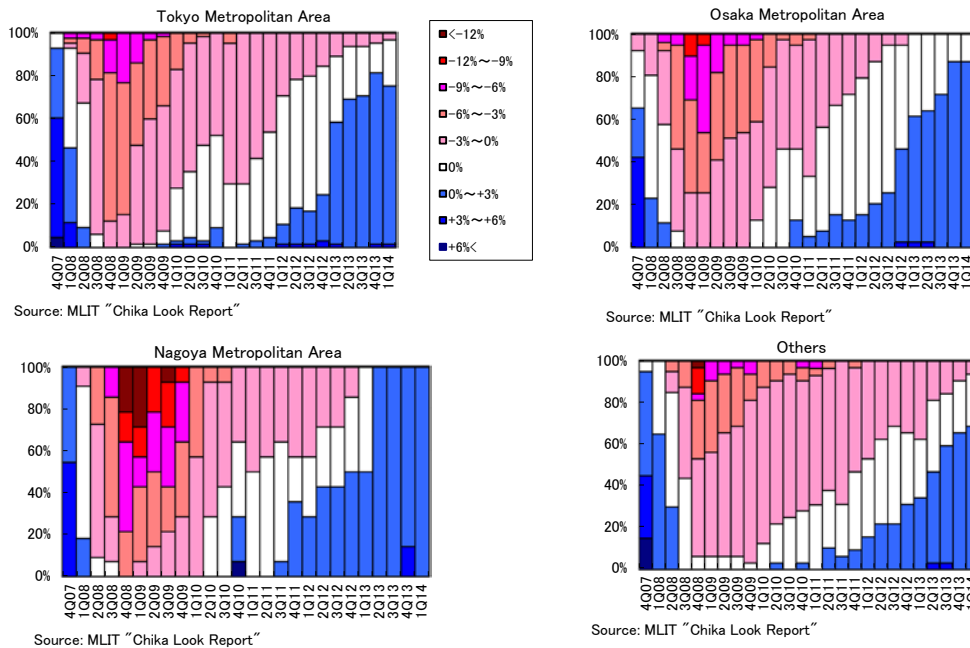 Tokyo Metropolitan Area
100%
80%
60%
40%
20%
0%
4Q07 1Q08 2Q08 3Q08 4Q08 1Q09 2Q09 3Q09 4Q09 1Q10 2Q10 3Q10 4Q10 1Q11 2Q11 3Q11 4Q11 1Q12 2Q12 3Q12 4Q12 1Q13 2Q13 3Q13 4Q13 1Q14
Source: MLIT "Chika Look Report"
<-12%
-12%～-9%
-9%～-6%
-6%～-3%
-3%～0%
0%
0%～+3%
+3%～+6%
+6%<
Osaka Metropolitan Area
100%
80%
60%
40%
20%
0%
4Q07 1Q08 2Q08 3Q08 4Q08 1Q09 2Q09 3Q09 4Q09 1Q10 2Q10 3Q10 4Q10 1Q11 2Q11 3Q11 4Q11 1Q12 2Q12 3Q12 4Q12 1Q13 2Q13 3Q13 4Q13 1Q14
Source: MLIT "Chika Look Report"
Nagoya Metropolitan Area
100%
80%
60%
40%
20%
0%
4Q07 1Q08 2Q08 3Q08 4Q08 1Q09 2Q09 3Q09 4Q09 1Q10 2Q10 3Q10 4Q10 1Q11 2Q11 3Q11 4Q11 1Q12 2Q12 3Q12 4Q12 1Q13 2Q13 3Q13 4Q13 1Q14
Source: MLIT "Chika Look Report"
Others
100%
80%
60%
40%
20%
0%
4Q07 1Q08 2Q08 3Q08 4Q08 1Q09 2Q09 3Q09 4Q09 1Q10 2Q10 3Q10 4Q10 1Q11 2Q11 3Q11 4Q11 1Q12 2Q12 3Q12 4Q12 1Q13 2Q13 3Q13 4Q13 1Q14
Source: MLIT "Chika Look Report"